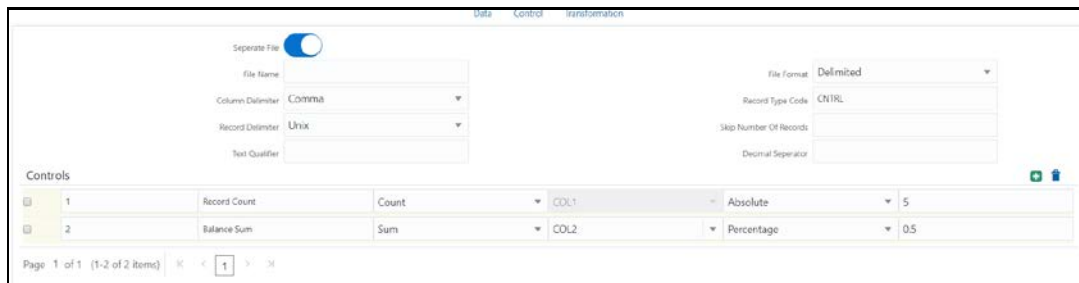 Data Control Transformation
Seperate File
File Name File Format Delimited
Column Delimiter Comma Record Type Code CNTRL
Record Delimiter Unix Skip Number Of Records
Text Qualifier Decimal Seperator
Controls
1 Record Count Count COL1 Absolute 5
2 Balance Sum Sum COL2 Percentage 0.5
Page 1 of 1 (1-2 of 2 items) K < 1 > >|